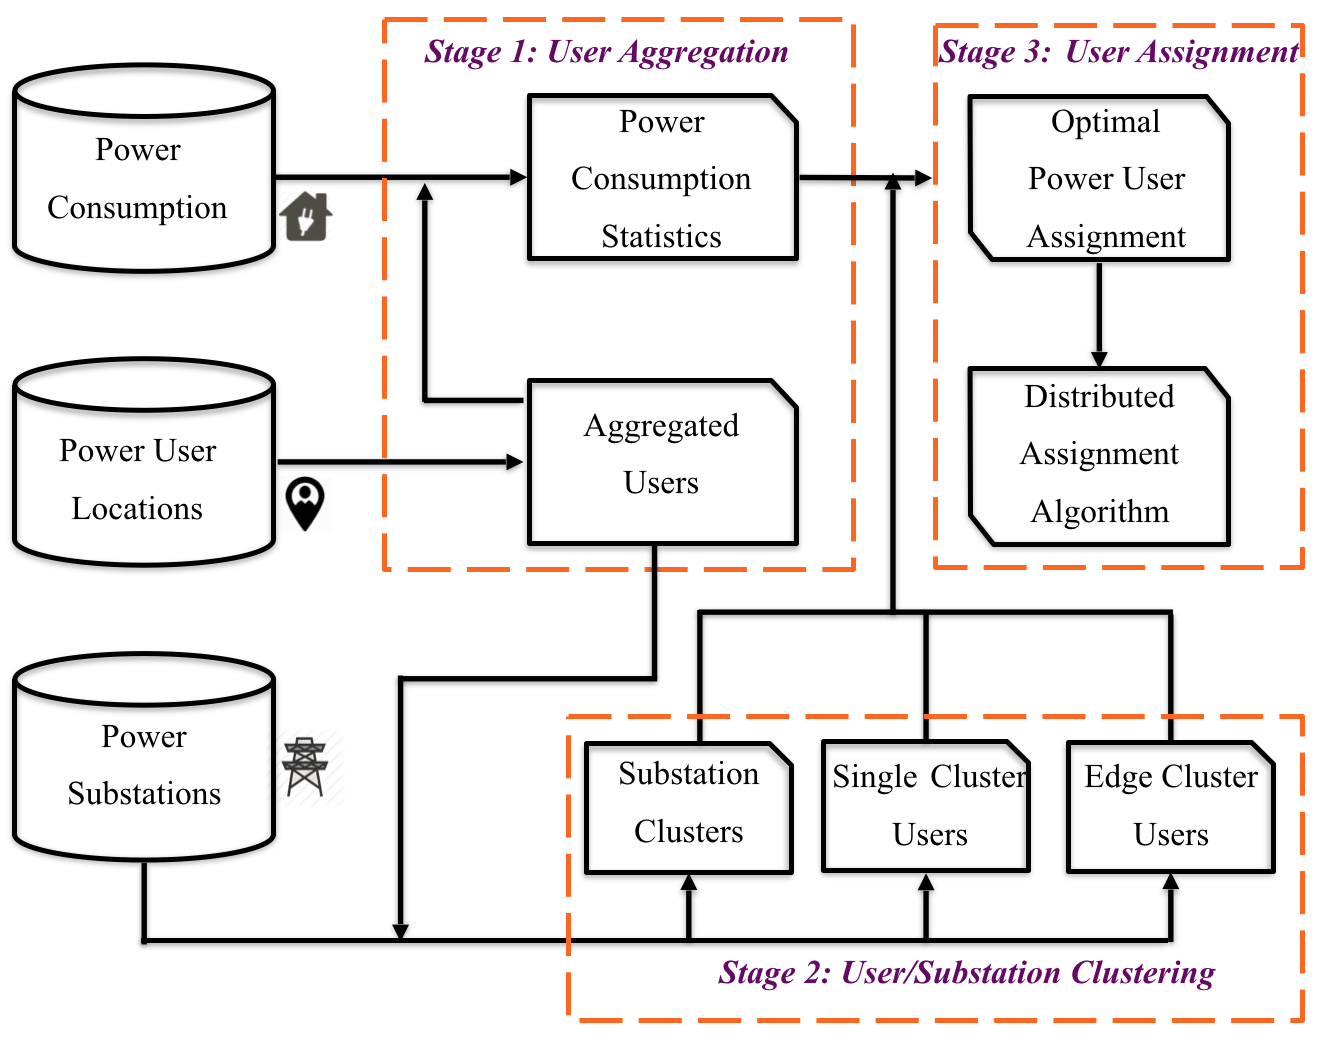 Stage 1: User Aggregation
Stage 3: User Assignment
Power
Consumption
Power
Consumption
Statistics
Optimal
Power User
Assignment
Power User
Locations
Aggregated
Users
Distributed
Assignment
Algorithm
Power
Substations
Substation
Clusters
Single Cluster
Users
Edge Cluster
Users
Stage 2: User/Substation Clustering